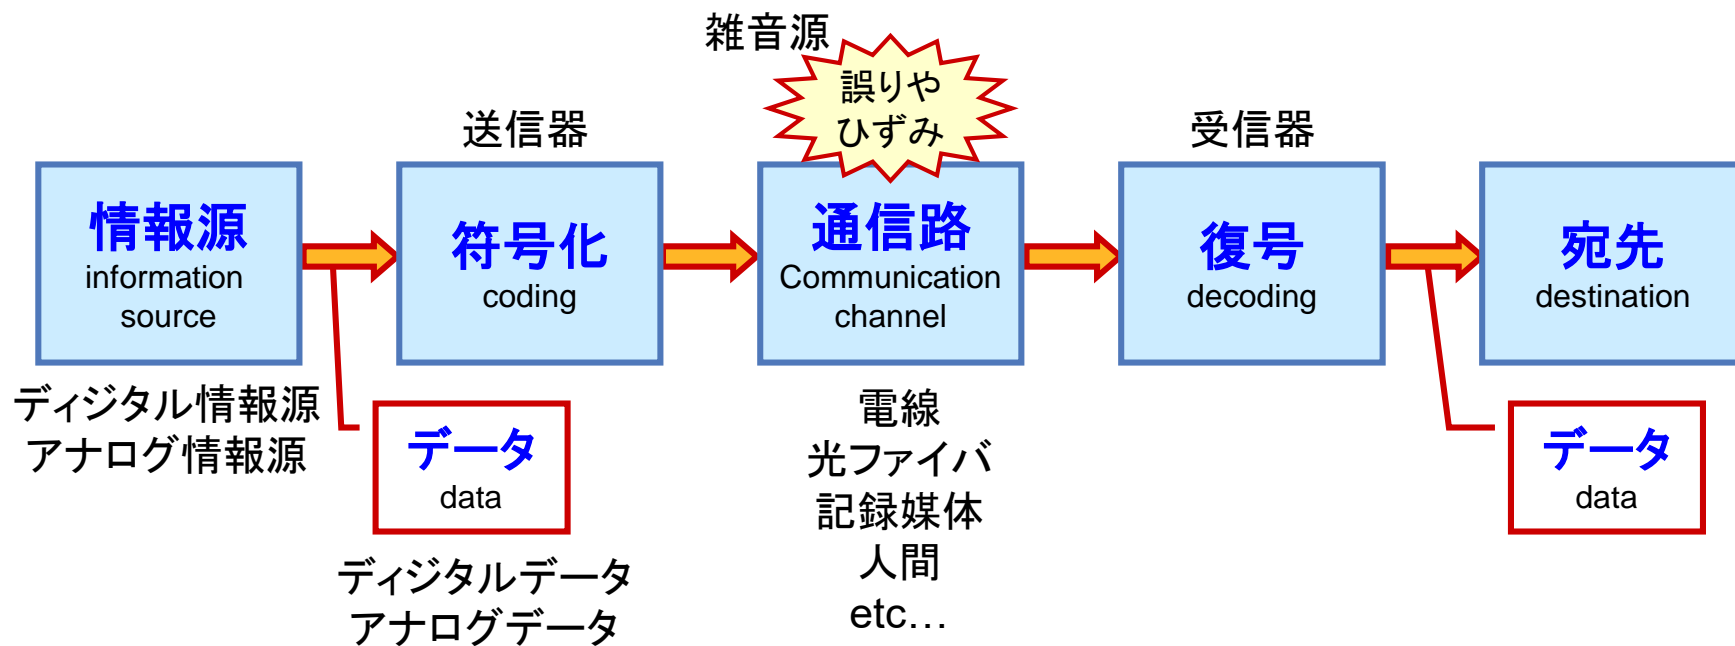 雑音源
誤りや
ひずみ
送信器
受信器
情報源
information
source
符号化
coding
通信路
Communication
channel
復号
decoding
宛先
destination
ディジタル情報源
アナログ情報源
データ
data
ディジタルデータ
アナログデータ
電線
光ファイバ
記録媒体
人間
etc…
データ
data